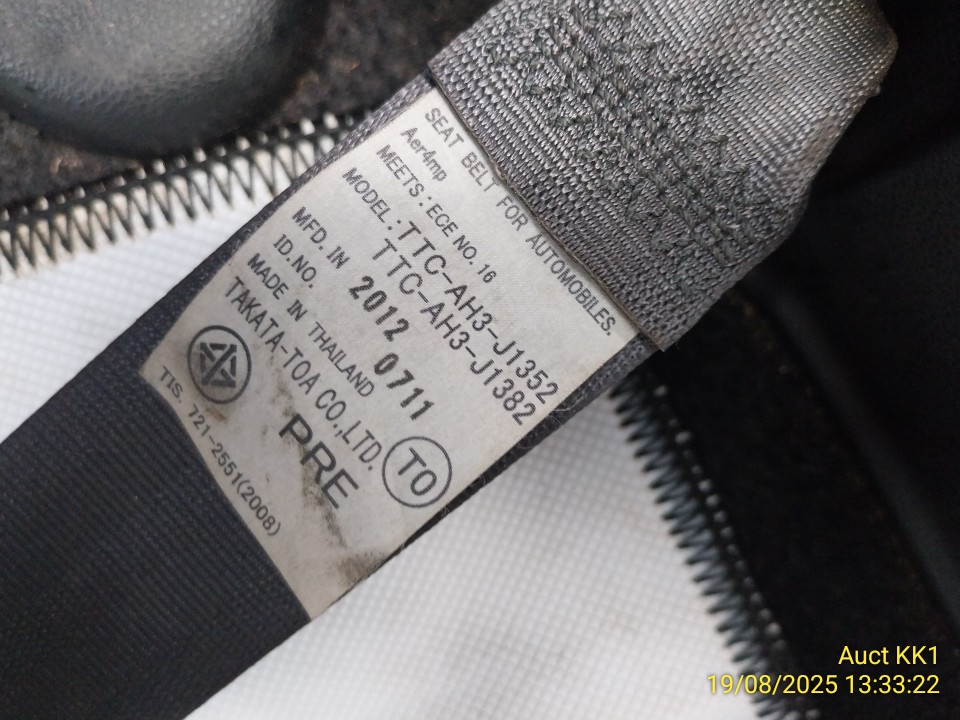 SEAT BELT FOR AUTOMOBILES.
Aer4mp
MEETS:ECE NO. 16
MODEL:TTC-AH3-J1352
TTC-AH3-J1382
MFD. IN 2012 0711
ID.NO.
MADE IN THAILAND
TAKATA-TOA CO.,LTD. TO
PRE
TIS. 721-2551(2008)
Auct KK1
19/08/2025 13:33:22